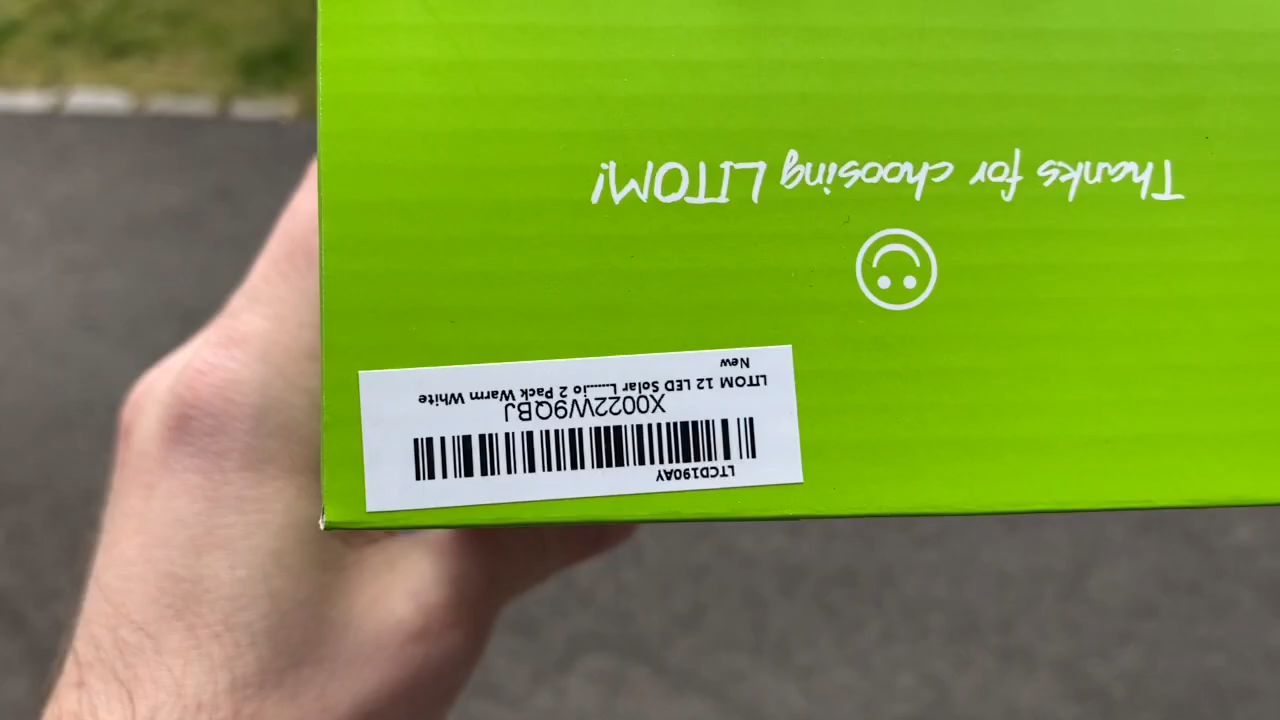 Thanks for choosing LITOM!
LTCD190AY
X0022W9QBJ
LITOM 12 LED Solar L.....io 2 Pack Warm White
New